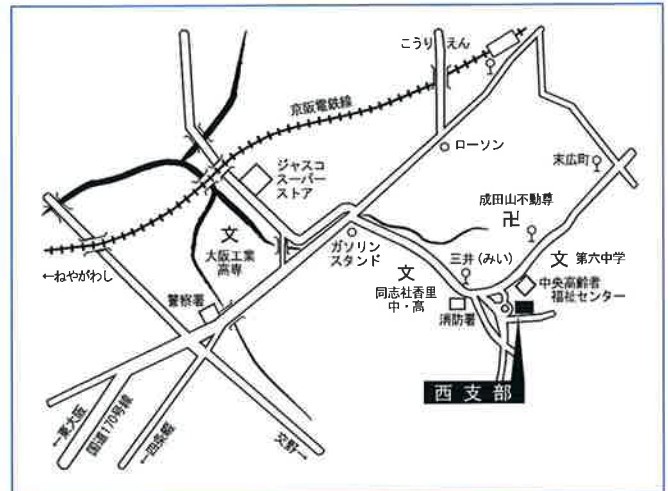 こうりえん
京阪電鉄線
ローソン
ジャスコ
スーパー
ストア
末広町
成田山不動尊
卍
文
大阪工業
高専
ガソリン
スタンド
三井（みい）
文
第六中学
←ねやがわし
文
同志社香里
中・高
中央高齢者
福祉センター
警察署
消防署
西支部
←東大阪
国道170号線
←四条畷
交野→